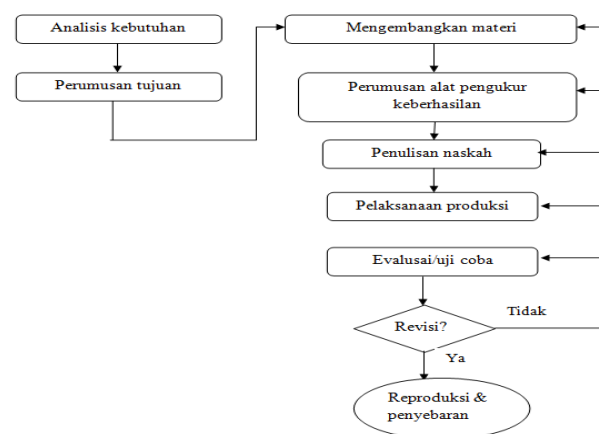 Analisis kebutuhan
Perumusan tujuan
Mengembangkan materi
Perumusan alat pengukur
keberhasilan
Penulisan naskah
Pelaksanaan produksi
Evalusai/uji coba
Revisi?
Tidak
Ya
Reproduksi &
penyebaran